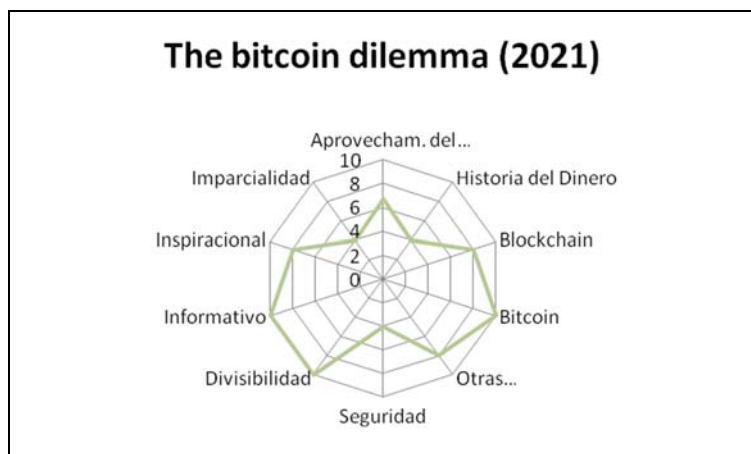 The bitcoin dilemma (2021)
Aprovecham. del...
10
Imparcialidad
8
Historia del Dinero
6
Inspiracional
4
Blockchain
2
0
Informativo
Bitcoin
Divisibilidad
Otras...
Seguridad